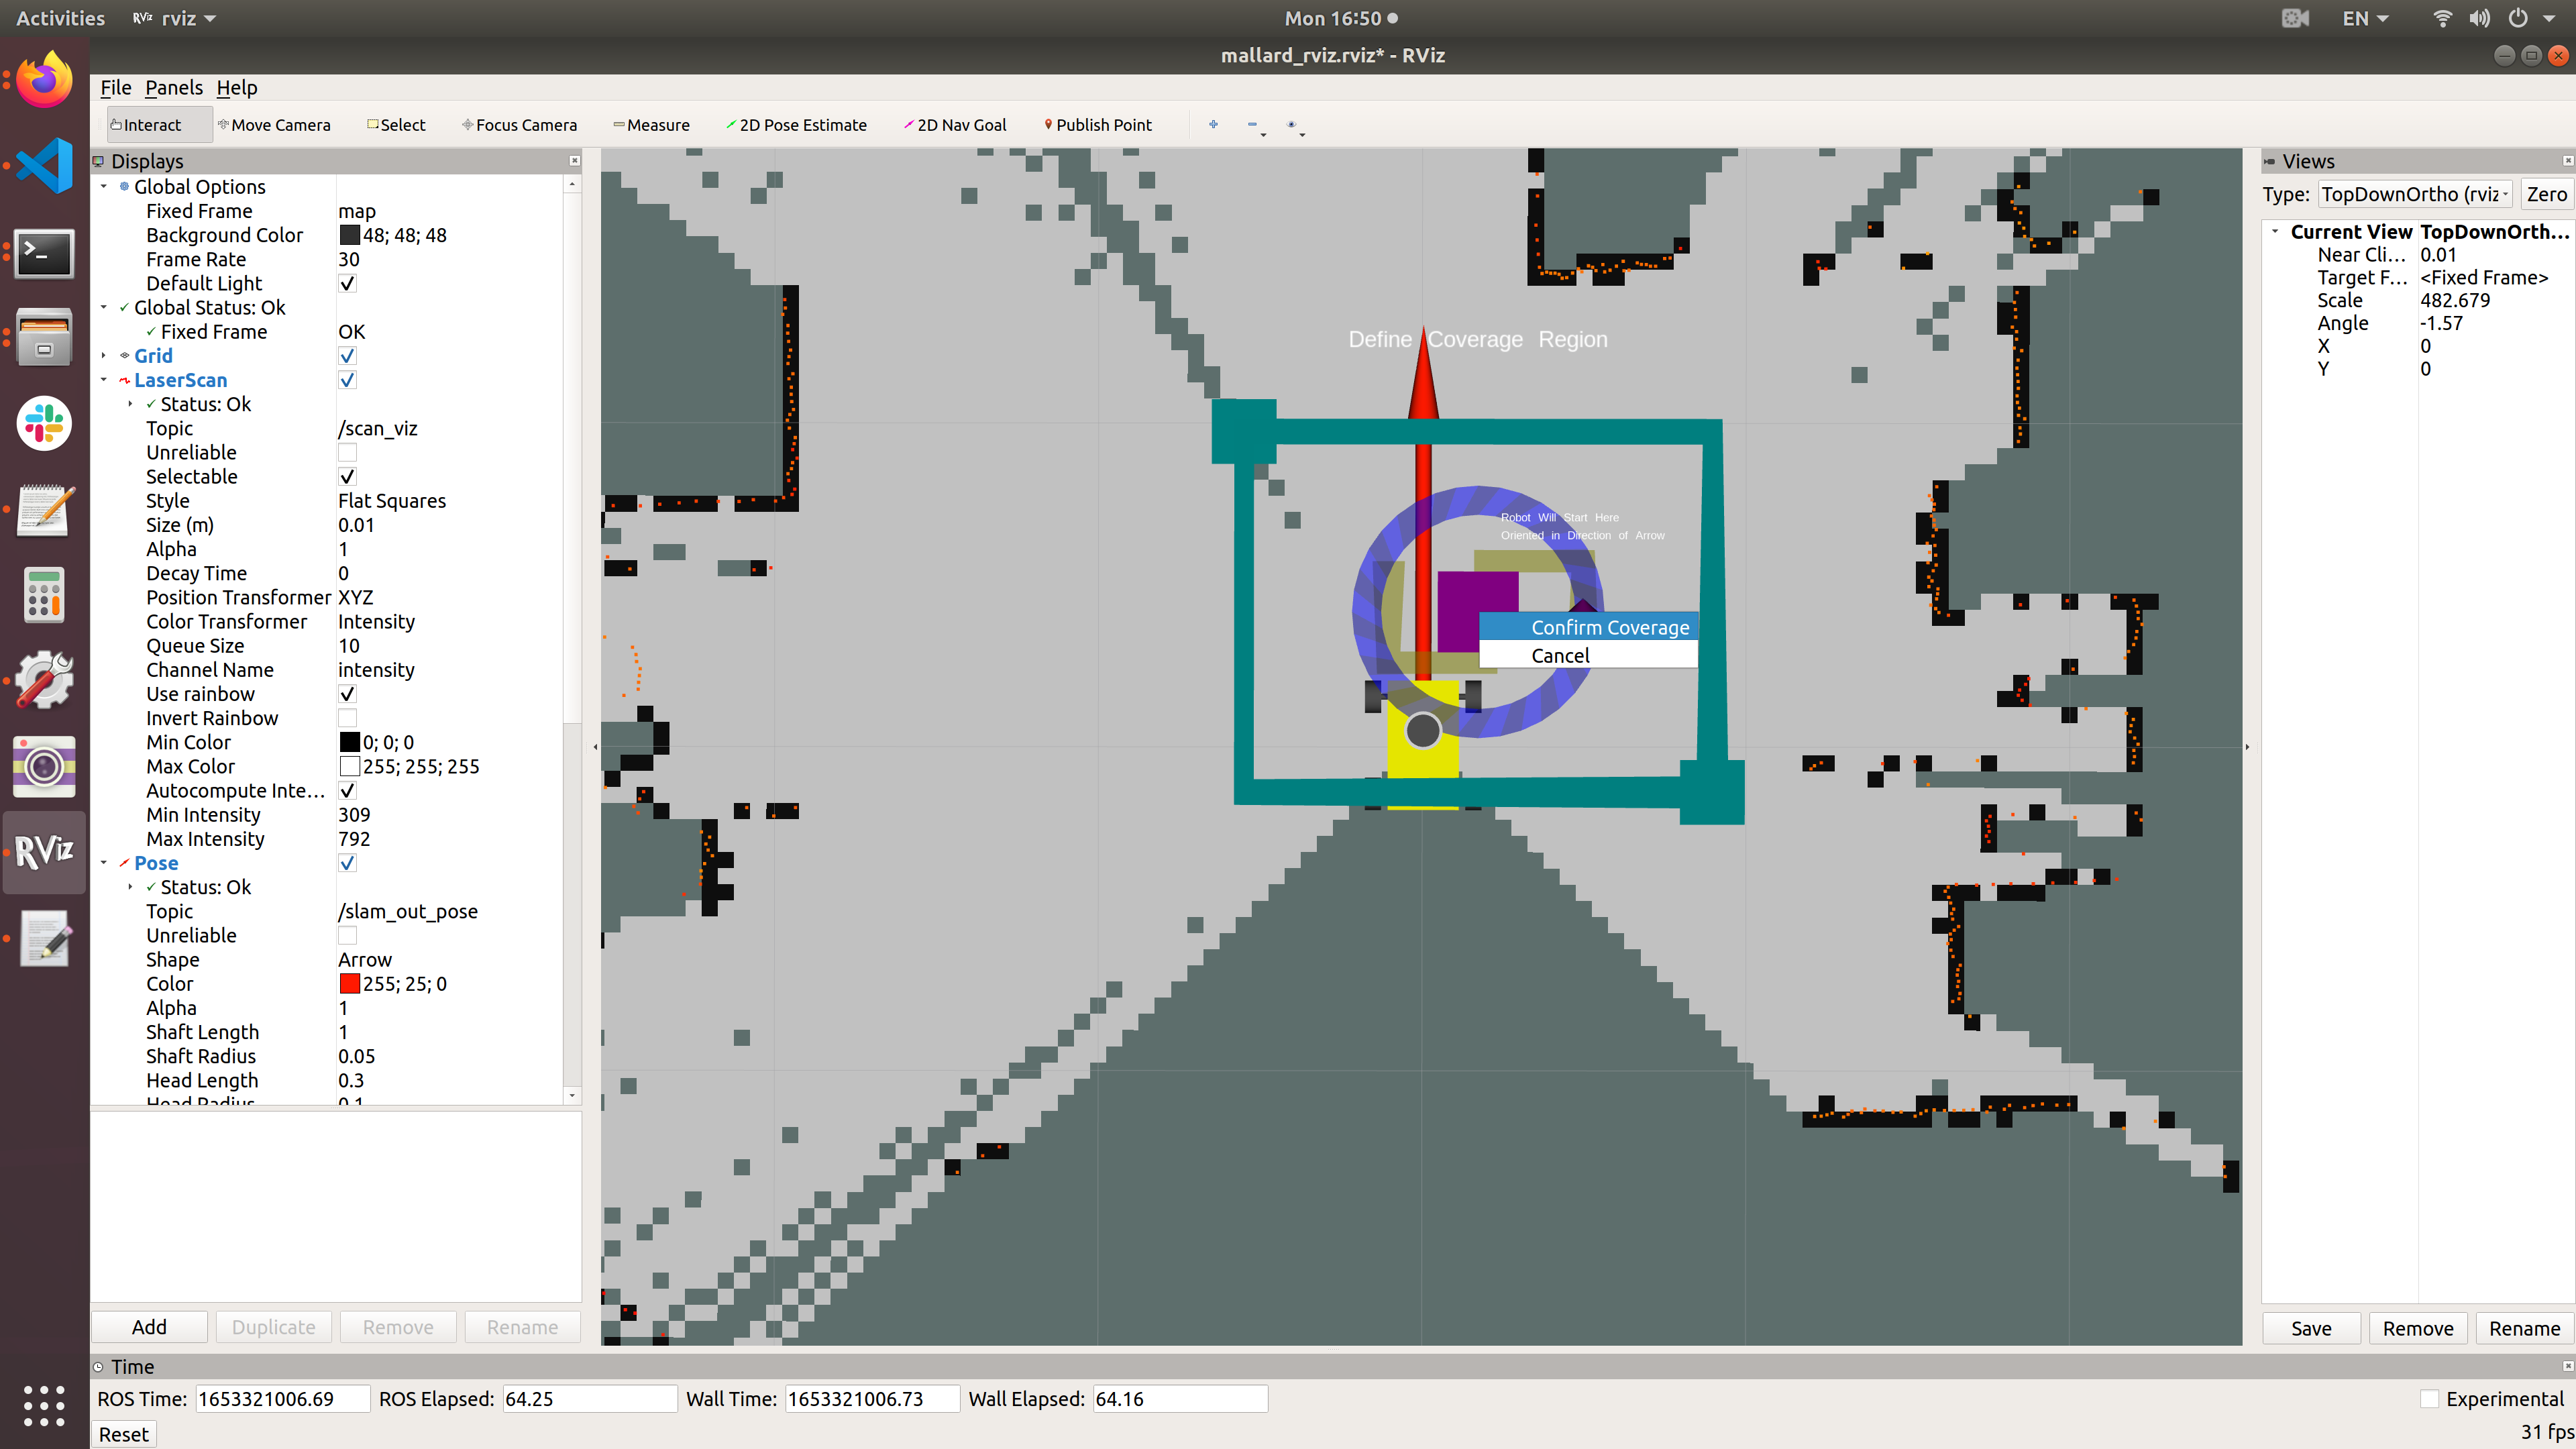 Activities RViz rviz Mon 16:50 EN
mallard_rviz.rviz* - RViz
File Panels Help
Interact Move Camera Select Focus Camera Measure 2D Pose Estimate 2D Nav Goal Publish Point
Displays
Global Options
Fixed Frame map
Background Color 48; 48; 48
Frame Rate 30
Default Light
Global Status: Ok
Fixed Frame OK
Grid
LaserScan
Status: Ok
Topic /scan_viz
Unreliable
Selectable
Style Flat Squares
Size (m) 0.01
Alpha 1
Decay Time 0
Position Transformer XYZ
Color Transformer Intensity
Queue Size 10
Channel Name intensity
Use rainbow
Invert Rainbow
Min Color 0; 0; 0
Max Color 255; 255; 255
Autocompute Inte...
Min Intensity 309
Max Intensity 792
Pose
Status: Ok
Topic /slam_out_pose
Unreliable
Shape Arrow
Color 255; 25; 0
Alpha 1
Shaft Length 1
Shaft Radius 0.05
Head Length 0.3
Head Radius 0.1
Add Duplicate Remove Rename
Define Coverage Region
Robot Will Start Here
Oriented in Direction of Arrow
Confirm Coverage
Cancel
Views
Type: TopDownOrtho (rviz Zero
Current View TopDownOrth...
Near Cli... 0.01
Target F... <Fixed Frame>
Scale 482.679
Angle -1.57
X 0
Y 0
Save Remove Rename
RViz
Time
ROS Time: 1653321006.69 ROS Elapsed: 64.25 Wall Time: 1653321006.73 Wall Elapsed: 64.16 Experimental
Reset 31 fps